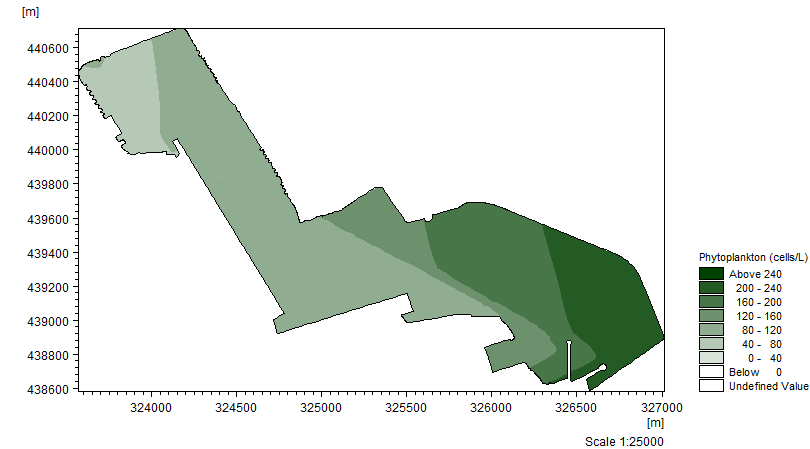 [m]
440600
440400
440200
440000
439800
439600
439400
439200
439000
438800
438600
324000 324500 325000 325500 326000 326500 327000
[m]
Scale 1:25000
Phytoplankton (cells/L)
Above 240
200 - 240
160 - 200
120 - 160
80 - 120
40 - 80
0 - 40
Below 0
Undefined Value